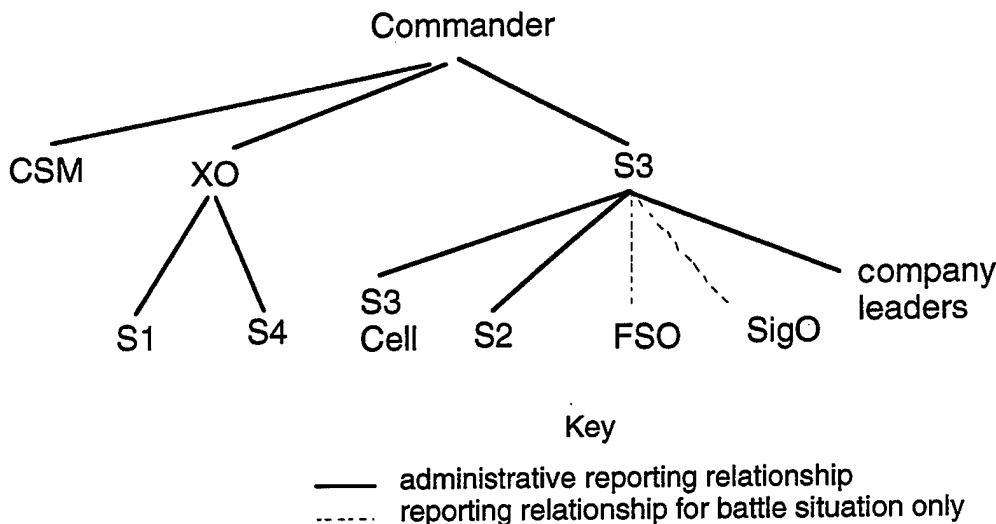 Commander
CSM
XO
S3
S1
S4
S3
Cell
S2
FSO
SigO
company
leaders
Key
administrative reporting relationship
reporting relationship for battle situation only